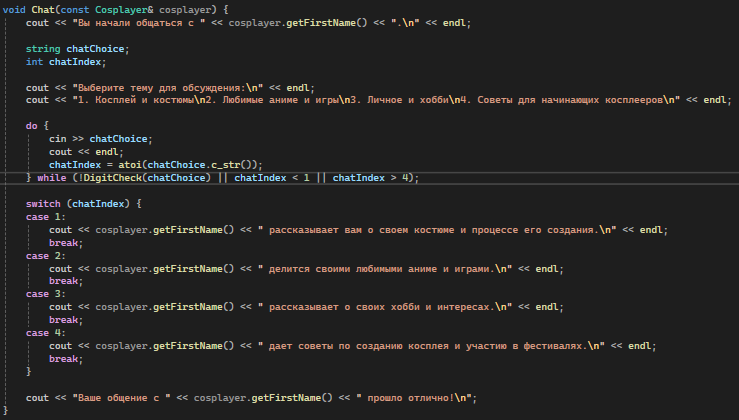 void Chat(const Cosplayer& cosplayer) {
cout << "Вы начали общаться с " << cosplayer.getFirstName() << ".\n" << endl;
string chatChoice;
int chatIndex;
cout << "Выберите тему для обсуждения:\n" << endl;
cout << "1. Косплей и костюмы\n2. Любимые аниме и игры\n3. Личное и хобби\n4. Советы для начинающих косплееров\n" << endl;
do {
cin >> chatChoice;
cout << endl;
chatIndex = atoi(chatChoice.c_str());
} while (!DigitCheck(chatChoice) || chatIndex < 1 || chatIndex > 4);
switch (chatIndex) {
case 1:
cout << cosplayer.getFirstName() << " рассказывает вам о своем костюме и процессе его создания.\n" << endl;
break;
case 2:
cout << cosplayer.getFirstName() << " делится своими любимыми аниме и играми.\n" << endl;
break;
case 3:
cout << cosplayer.getFirstName() << " рассказывает о своих хобби и интересах.\n" << endl;
break;
case 4:
cout << cosplayer.getFirstName() << " дает советы по созданию косплея и участию в фестивалях.\n" << endl;
break;
}
cout << "Ваше общение с " << cosplayer.getFirstName() << " прошло отлично!\n";
}